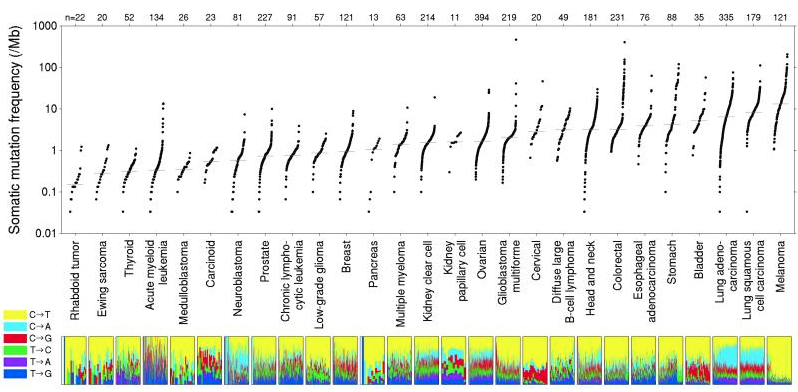 n=22 20 52 134 26 23 81 227 91 57 121 13 63 214 11 394 219 20 49 181 231 76 88 35 335 179 121
Somatic mutation frequency (/Mb)
1000
100
10
1
0.1
0.01
Rhabdoid tumor
Ewing sarcoma
Thyroid
Acute myeloid
leukemia
Medulloblastoma
Carcinoid
Neuroblastoma
Prostate
Chronic lympho-
cytic leukemia
Low-grade glioma
Breast
Pancreas
Multiple myeloma
Kidney clear cell
Kidney
papillary cell
Ovarian
Glioblastoma
multiforme
Cervical
Diffuse large
B-cell lymphoma
Head and neck
Colorectal
Esophageal
adenocarcinoma
Stomach
Bladder
Lung adeno-
carcinoma
Lung squamous
cell carcinoma
Melanoma
C→T
C→A
C→G
T→C
T→A
T→G